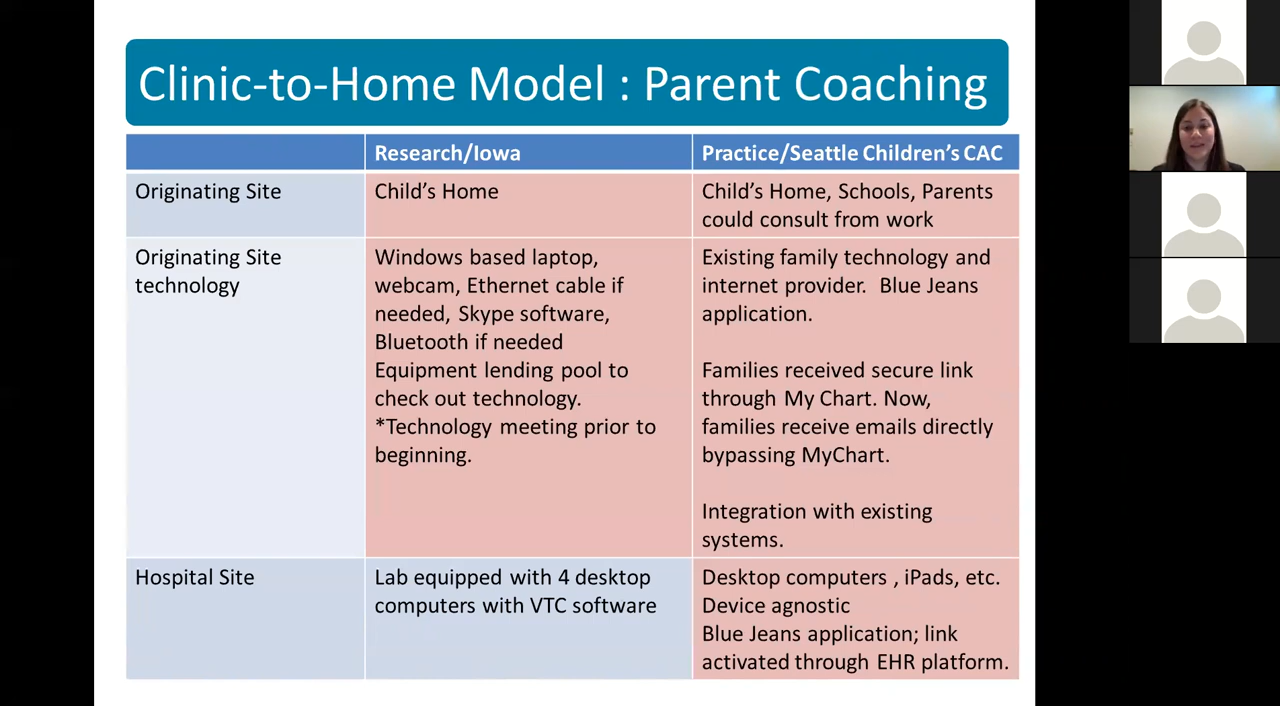 Clinic-to-Home Model : Parent Coaching
Research/Iowa
Practice/Seattle Children's CAC
Originating Site
Child's Home
Child's Home, Schools, Parents
could consult from work
Originating Site
technology
Windows based laptop,
webcam, Ethernet cable if
needed, Skype software,
Bluetooth if needed
Equipment lending pool to
check out technology.
*Technology meeting prior to
beginning.
Existing family technology and
internet provider.  Blue Jeans
application.
Families received secure link
through My Chart. Now,
families receive emails directly
bypassing MyChart.
Integration with existing
systems.
Hospital Site
Lab equipped with 4 desktop
computers with VTC software
Desktop computers , iPads, etc.
Device agnostic
Blue Jeans application; link
activated through EHR platform.